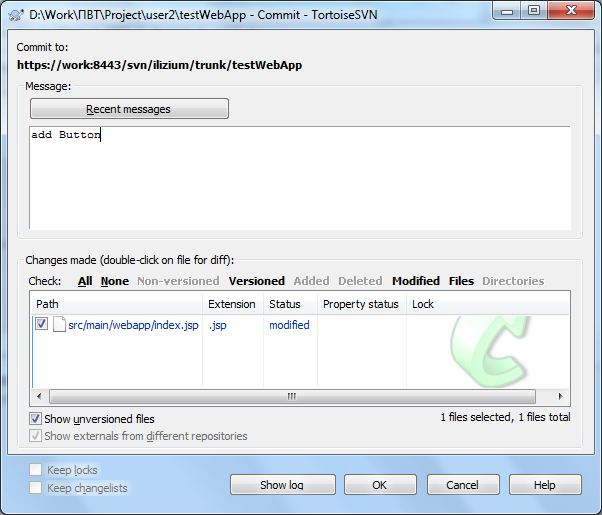 D:\Work\ПВТ\Project\user2\testWebApp - Commit - TortoiseSVN
Commit to:
https://work:8443/svn/ilizium/trunk/testWebApp
Message:
Recent messages
add Button
Changes made (double-click on file for diff):
Check: All None Non-versioned Versioned Added Deleted Modified Files Directories
Path Extension Status Property status Lock
src/main/webapp/index.jsp .jsp modified
Show unversioned files 1 files selected, 1 files total
Show externals from different repositories
Keep locks
Keep changelists
Show log OK Cancel Help